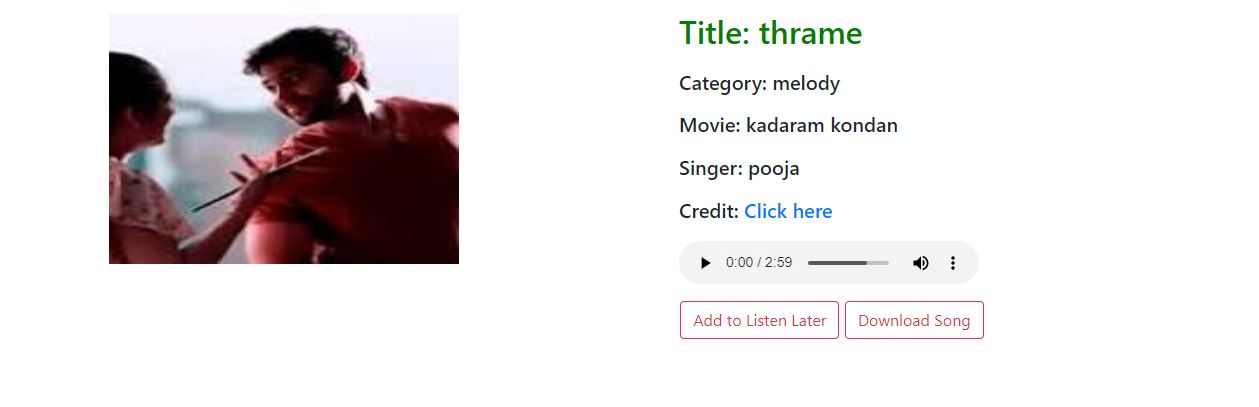 Title: thrame
Category: melody
Movie: kadaram kondan
Singer: pooja
Credit: Click here
0:00 / 2:59
Add to Listen Later
Download Song